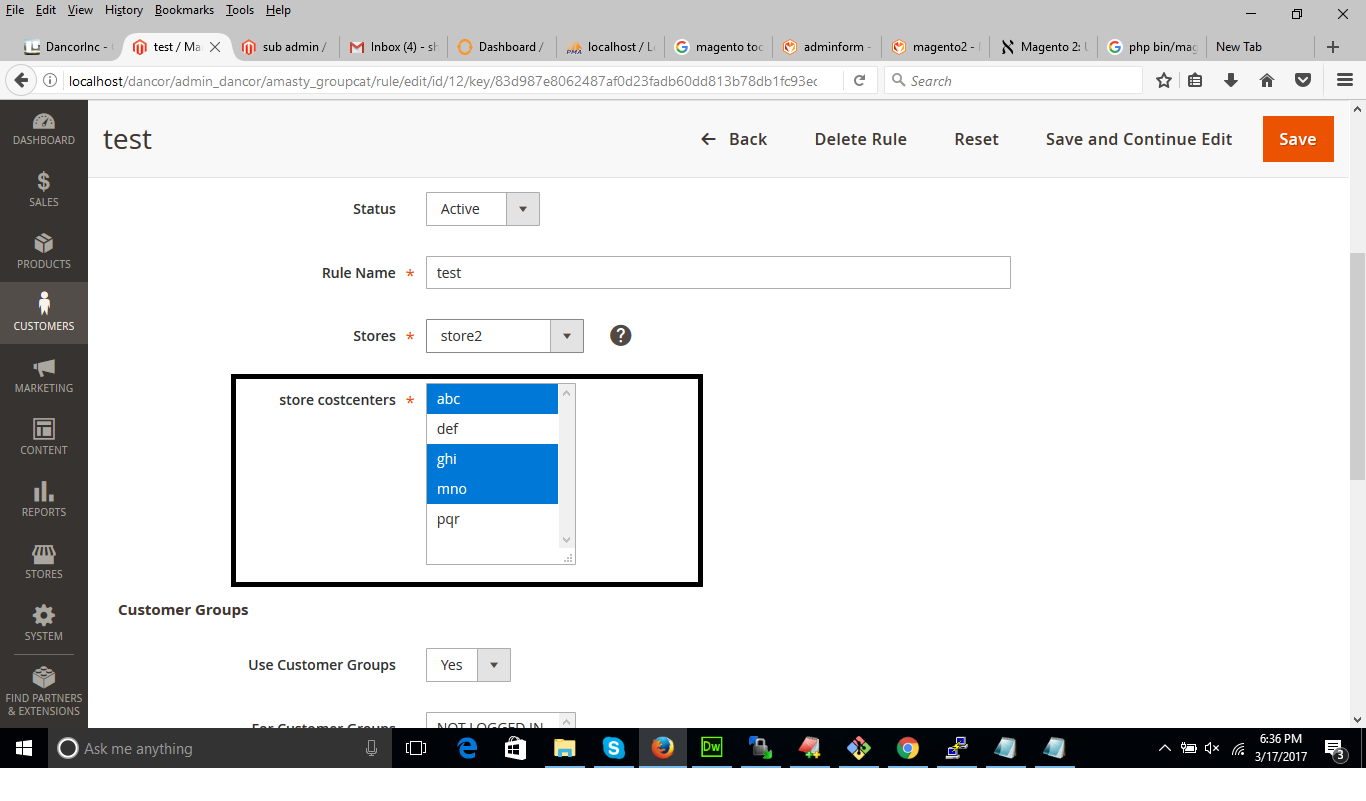 File Edit View History Bookmarks Tools Help
DancorInc -
test / Ma
sub admin /
Inbox (4) - sh
Dashboard /
localhost / L
magento too
adminform -
magento2 -
Magento 2:
php bin/mag
New Tab
localhost/dancor/admin_dancor/amasty_groupcat/rule/edit/id/12/key/83d987e8062487af0d23fadb60dd813b78db1fc93ec
Search
DASHBOARD
SALES
PRODUCTS
CUSTOMERS
MARKETING
CONTENT
REPORTS
STORES
SYSTEM
FIND PARTNERS
& EXTENSIONS
test
Back
Delete Rule
Reset
Save and Continue Edit
Save
Status Active
Rule Name * test
Stores * store2 ?
store costcenters * abc
def
ghi
mno
pqr
Customer Groups
Use Customer Groups Yes
For Customer Groups NOT LOGGED IN
Ask me anything
Dw
6:36 PM
3/17/2017
3